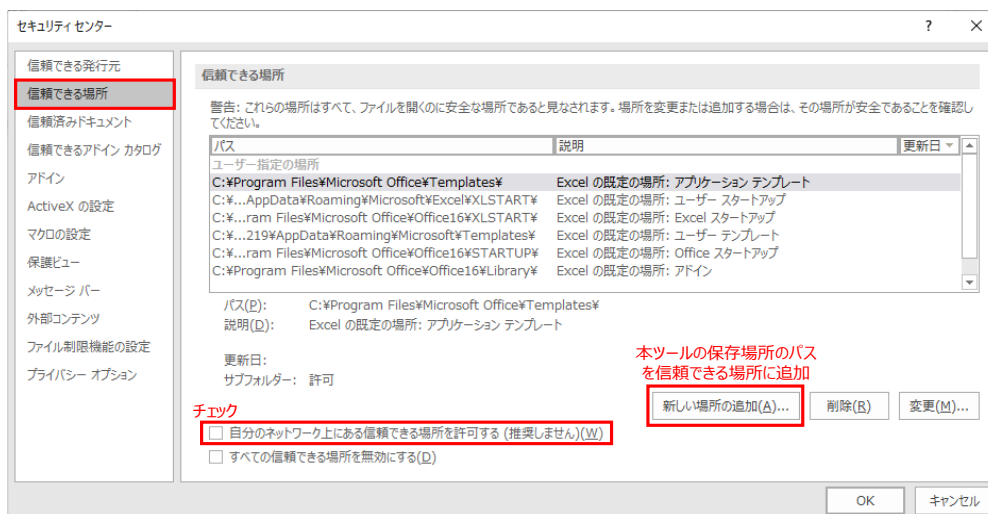 セキュリティ センター
?
信頼できる発行元
信頼できる場所
信頼済みドキュメント
信頼できるアドイン カタログ
アドイン
ActiveX の設定
マクロの設定
保護ビュー
メッセージ バー
外部コンテンツ
ファイル制限機能の設定
プライバシー オプション
信頼できる場所
警告: これらの場所はすべて、ファイルを開くのに安全な場所であると見なされます。場所を変更または追加する場合は、その場所が安全であることを確認し
てください。
パス 説明 更新日
ユーザー指定の場所
C:¥Program Files¥Microsoft Office¥Templates¥ Excel の既定の場所: アプリケーション テンプレート
C:¥...AppData¥Roaming¥Microsoft¥Excel¥XLSTART¥ Excel の既定の場所: ユーザー スタートアップ
C:¥...ram Files¥Microsoft Office¥Office16¥XLSTART¥ Excel の既定の場所: Excel スタートアップ
C:¥...219¥AppData¥Roaming¥Microsoft¥Templates¥ Excel の既定の場所: ユーザー テンプレート
C:¥...ram Files¥Microsoft Office¥Office16¥STARTUP¥ Excel の既定の場所: Office スタートアップ
C:¥Program Files¥Microsoft Office¥Office16¥Library¥ Excel の既定の場所: アドイン
パス(P): C:¥Program Files¥Microsoft Office¥Templates¥
説明(D): Excel の既定の場所: アプリケーション テンプレート
更新日:
サブフォルダー: 許可
本ツールの保存場所のパス
を信頼できる場所に追加
新しい場所の追加(A)... 削除(R) 変更(M)...
チェック
自分のネットワーク上にある信頼できる場所を許可する (推奨しません)(W)
すべての信頼できる場所を無効にする(D)
OK キャンセル